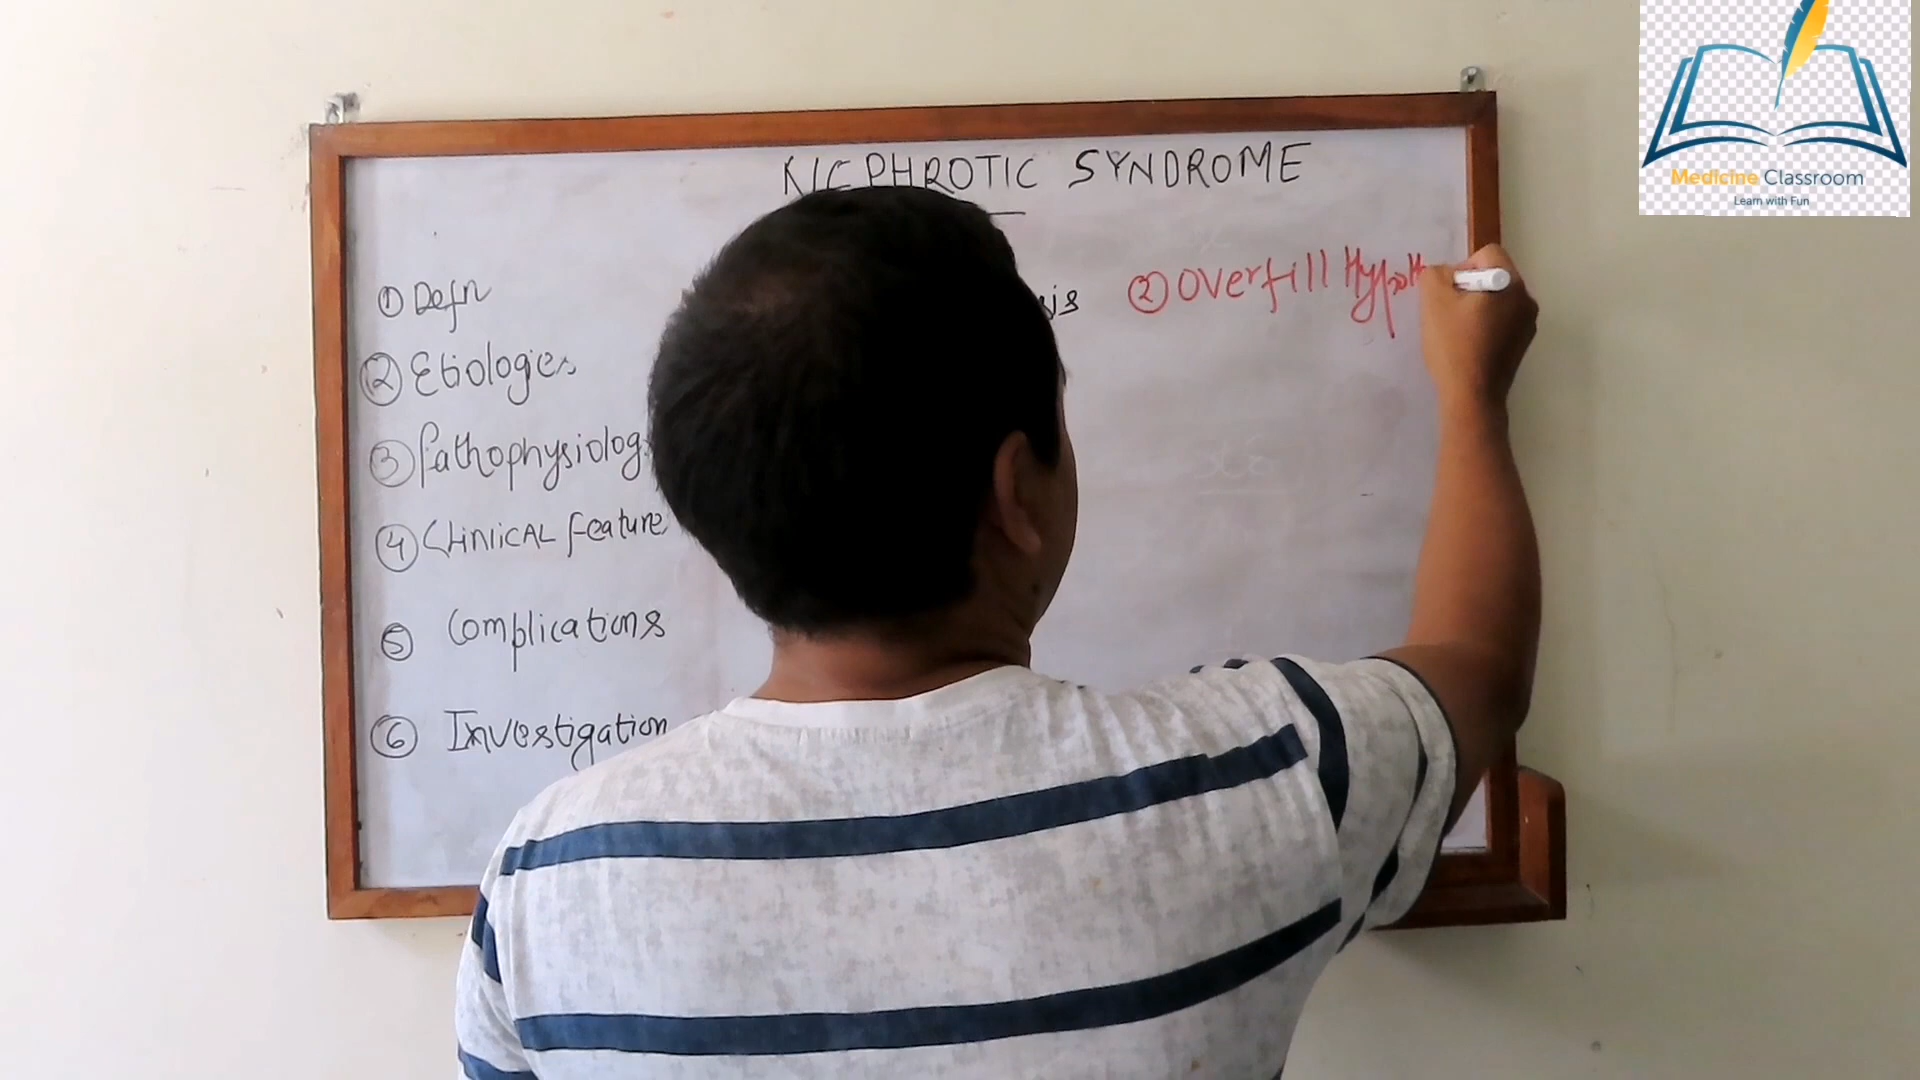 NEPHROTIC SYNDROME
① Defn
② Etiologies
③ Pathophysiology
④ CLINICAL feature
⑤ Complications
⑥ Investigation
② Overfill
Medicine Classroom
Learn with Fun